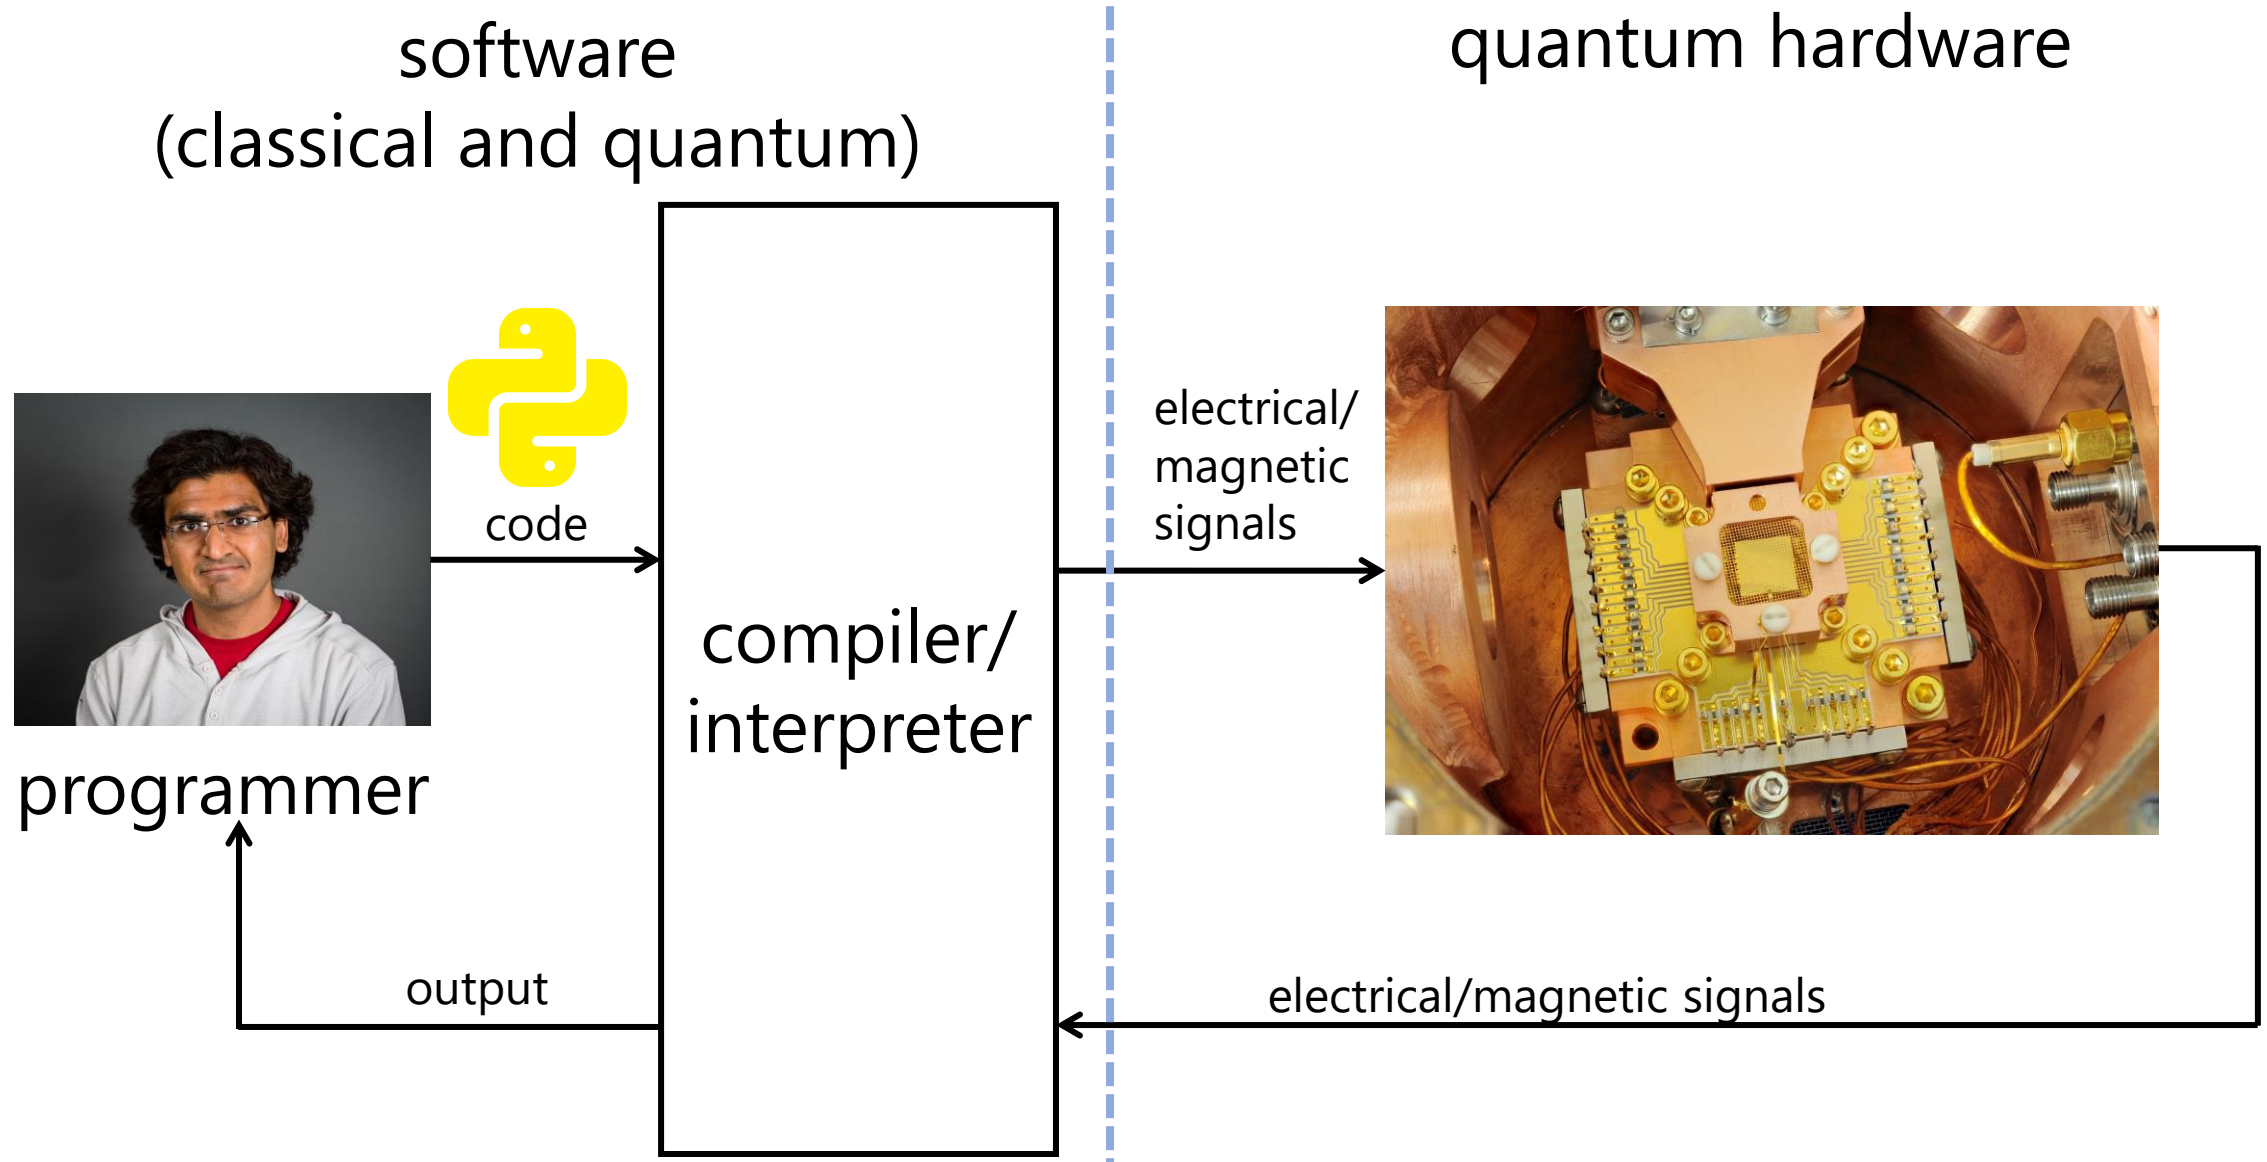 software
(classical and quantum)
quantum hardware
code
electrical/
magnetic
signals
compiler/
interpreter
programmer
output
electrical/magnetic signals